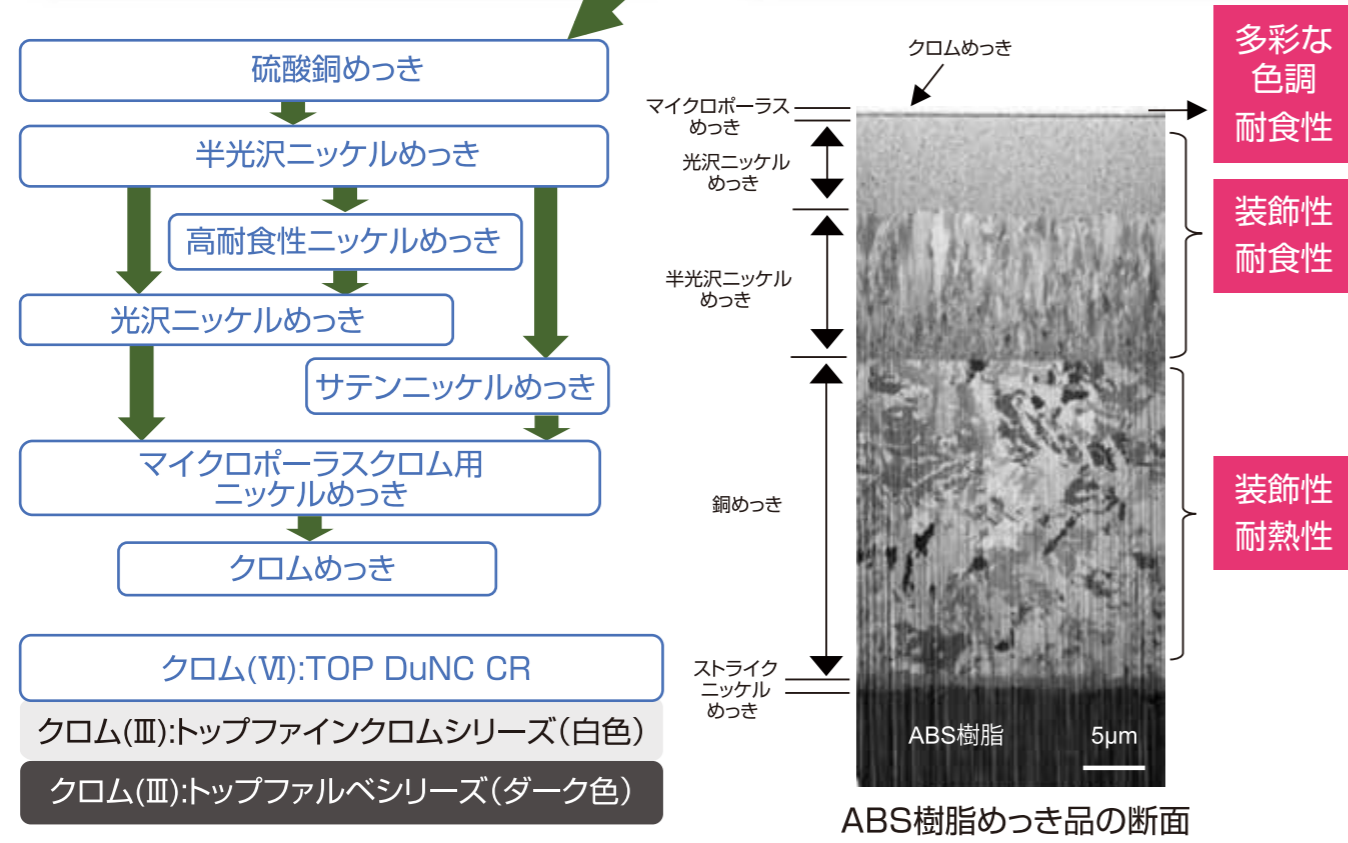 硫酸銅めっき
半光沢ニッケルめっき
高耐食性ニッケルめっき
光沢ニッケルめっき
サテンニッケルめっき
マイクロポーラスクロム用
ニッケルめっき
クロムめっき
クロム(Ⅵ):TOP DuNC CR
クロム(Ⅲ):トップファインクロムシリーズ(白色)
クロム(Ⅲ):トップファルベシリーズ(ダーク色)
クロムめっき
マイクロポーラス
めっき
光沢ニッケル
めっき
半光沢ニッケル
めっき
銅めっき
ストライク
ニッケル
めっき
ABS樹脂
5μm
ABS樹脂めっき品の断面
多彩な
色調
耐食性
装飾性
耐食性
装飾性
耐熱性